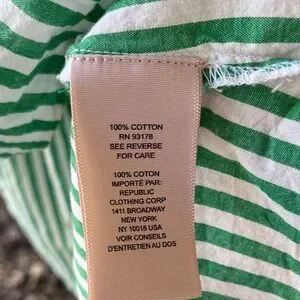 100% COTTON
RN 93178
SEE REVERSE
FOR CARE
100% COTON
IMPORTÉ PAR:
REPUBLIC
CLOTHING CORP
1411 BROADWAY
NEW YORK
NY 10018 USA
VOIR CONSEILS
D'ENTRETIEN AU DOS